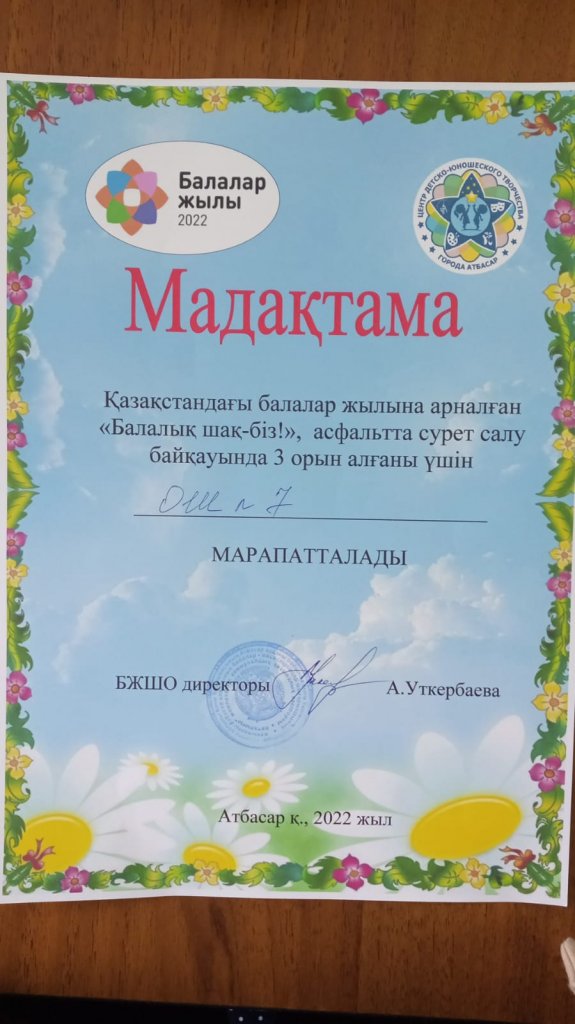 Балалар
жылы
2022
ЦЕНТР ДЕТСКО-ЮНОШЕСКОГО ТВОРЧЕСТВА
ГОРОДА АТБАСАР
Мадақтама
Қазақстандағы балалар жылына арналған
«Балалық шақ-біз!», асфальтта сурет салу
байқауында 3 орын алғаны үшін
ОШ № 7
МАРАПАТТАЛАДЫ
БЖШО директоры А.Уткербаева
Атбасар қ., 2022 жыл